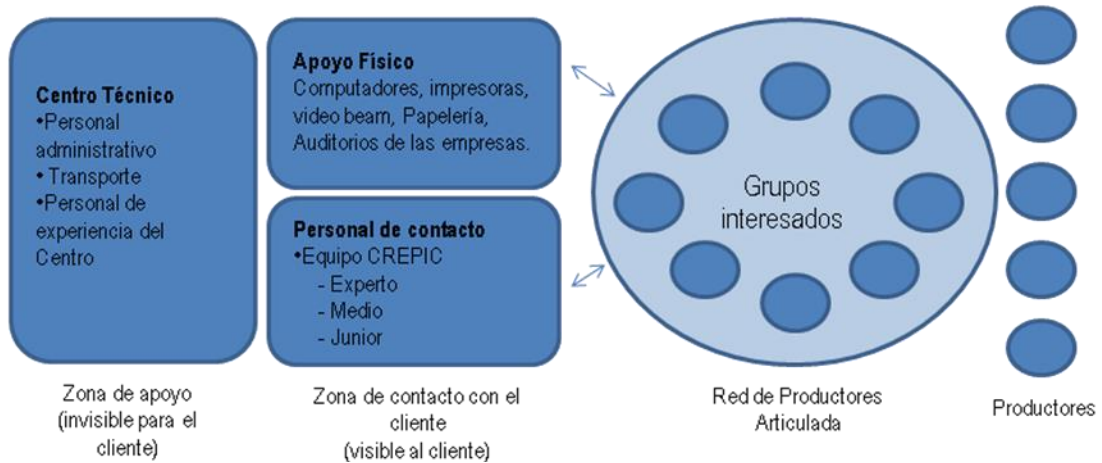 Centro Técnico
•Personal
administrativo
• Transporte
•Personal de
experiencia del
Centro
Zona de apoyo
(invisible para el
cliente)
Apoyo Físico
Computadores, impresoras,
video beam, Papelería,
Auditorios de las empresas.
Personal de contacto
•Equipo CREPIC
- Experto
- Medio
- Junior
Zona de contacto con el
cliente
(visible al cliente)
Grupos
interesados
Red de Productores
Articulada
Productores